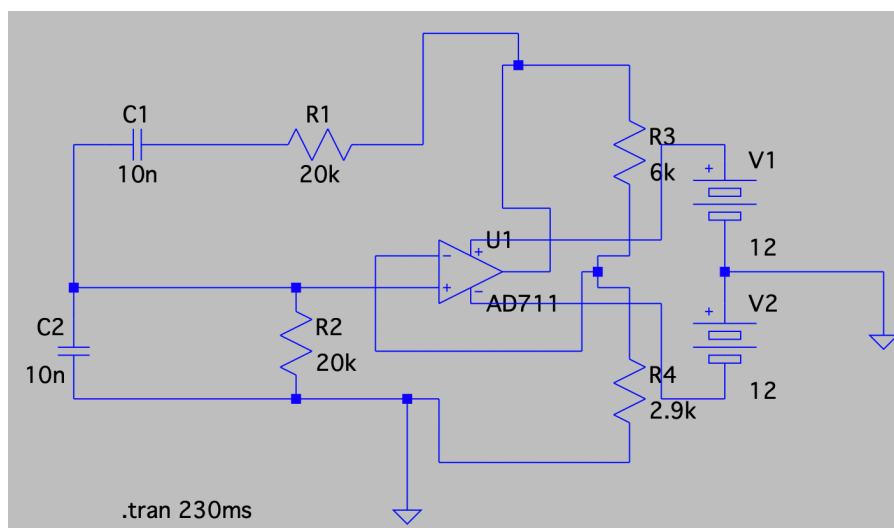 C1
10n
R1
20k
R3
6k
V1
+
12
U1
−
+
+
−
AD711
C2
10n
R2
20k
V2
+
12
R4
2.9k
.tran 230ms